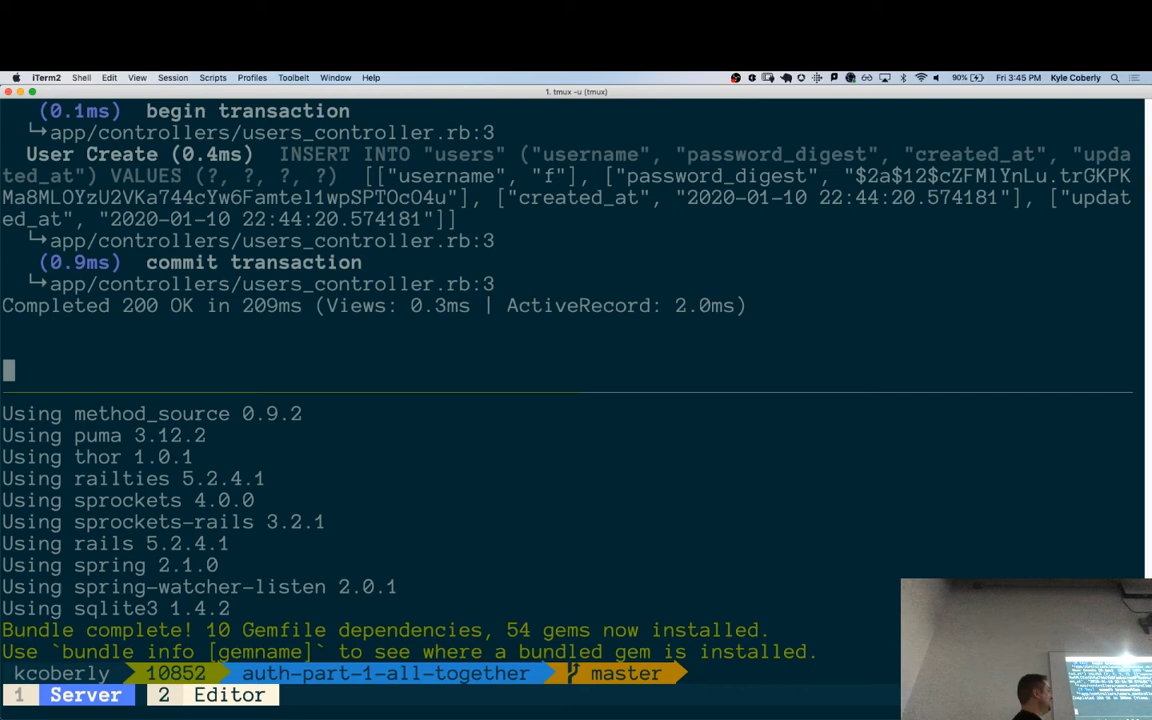 iTerm2 Shell Edit View Session Scripts Profiles Toolbelt Window Help 90% Fri 3:45 PM Kyle Coberly
1. tmux -u (tmux)
(0.1ms) begin transaction
↳ app/controllers/users_controller.rb:3
User Create (0.4ms) INSERT INTO "users" ("username", "password_digest", "created_at", "upda
ted_at") VALUES (?, ?, ?, ?) [["username", "f"], ["password_digest", "$2a$12$cZFMlYnLu.trGKPK
Ma8MLOYzU2VKa744cYw6Famtel1wpSPTOcO4u"], ["created_at", "2020-01-10 22:44:20.574181"], ["updat
ed_at", "2020-01-10 22:44:20.574181"]]
↳ app/controllers/users_controller.rb:3
(0.9ms) commit transaction
↳ app/controllers/users_controller.rb:3
Completed 200 OK in 209ms (Views: 0.3ms | ActiveRecord: 2.0ms)
Using method_source 0.9.2
Using puma 3.12.2
Using thor 1.0.1
Using railties 5.2.4.1
Using sprockets 4.0.0
Using sprockets-rails 3.2.1
Using rails 5.2.4.1
Using spring 2.1.0
Using spring-watcher-listen 2.0.1
Using sqlite3 1.4.2
Bundle complete! 10 Gemfile dependencies, 54 gems now installed.
Use `bundle info [gemname]` to see where a bundled gem is installed.
kcoberly 10852 auth-part-1-all-together master
1 Server 2 Editor